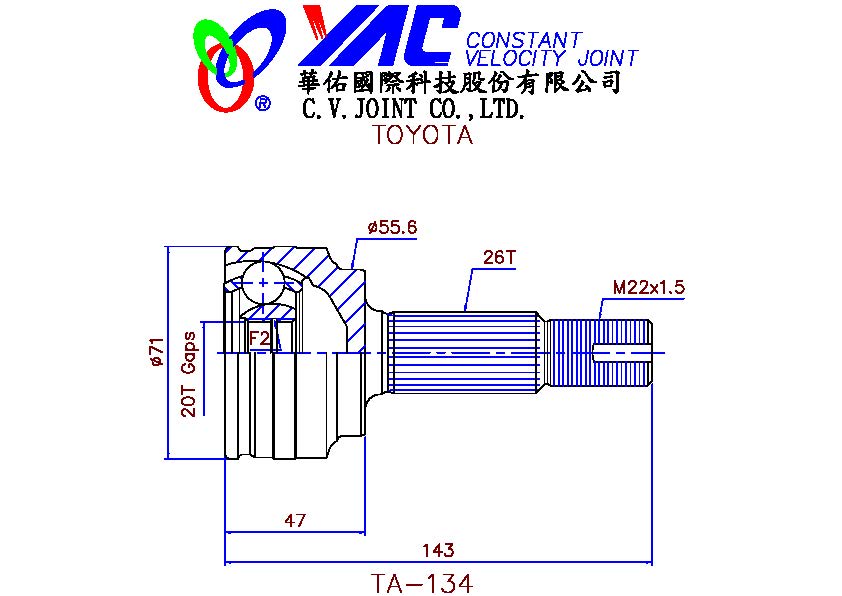 YAC CONSTANT
VELOCITY JOINT
®
華佑國際科技股份有限公司
C.V.JOINT CO.,LTD.
TOYOTA
ø55.6
26T
M22x1.5
ø71
20T Gaps
F2
47
143
TA-134